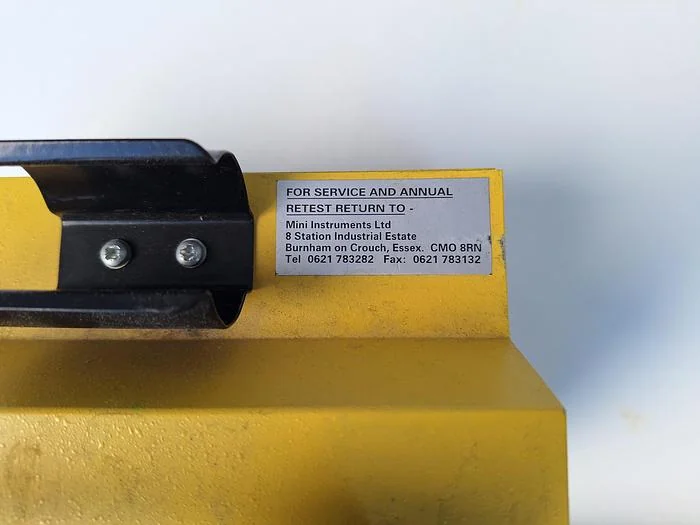 FOR SERVICE AND ANNUAL
RETEST RETURN TO -
Mini Instruments Ltd
8 Station Industrial Estate
Burnham on Crouch, Essex. CMO 8RN
Tel 0621 783282 Fax: 0621 783132